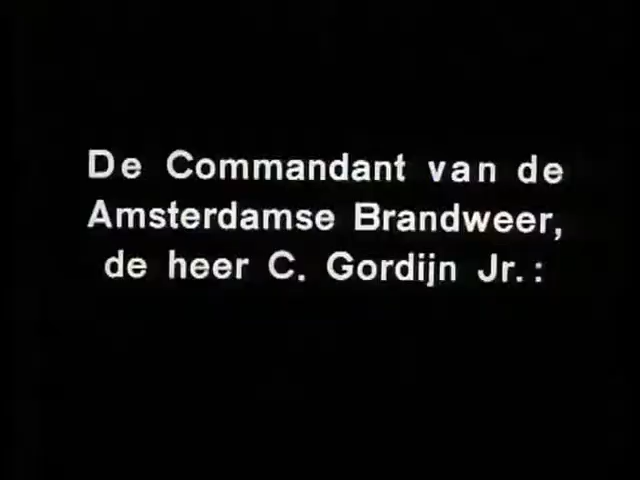 De Commandant van de
Amsterdamse Brandweer,
de heer C. Gordijn Jr.: